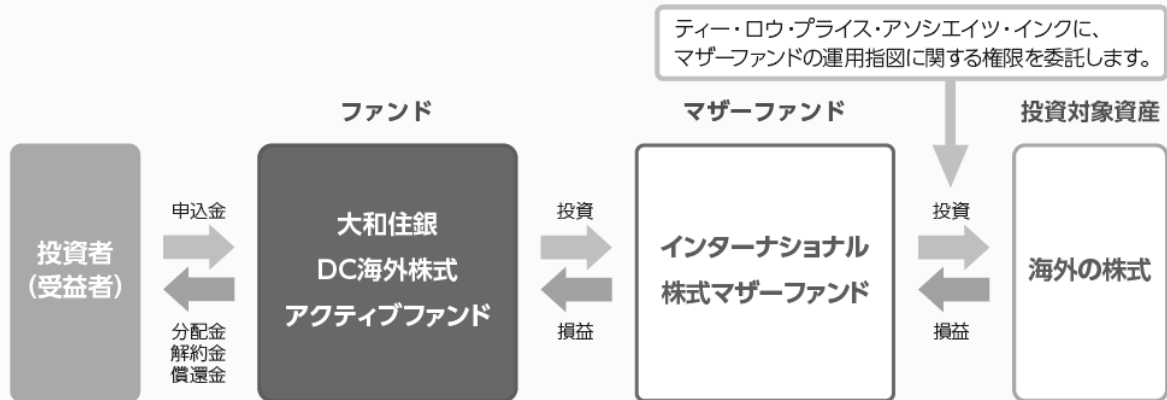 ティー・ロウ・プライス・アソシエイツ・インクに、
マザーファンドの運用指図に関する権限を委託します。
ファンド
マザーファンド
投資対象資産
投資者
(受益者)
申込金
分配金
解約金
償還金
大和住銀
DC海外株式
アクティブファンド
投資
損益
インターナショナル
株式マザーファンド
投資
損益
海外の株式